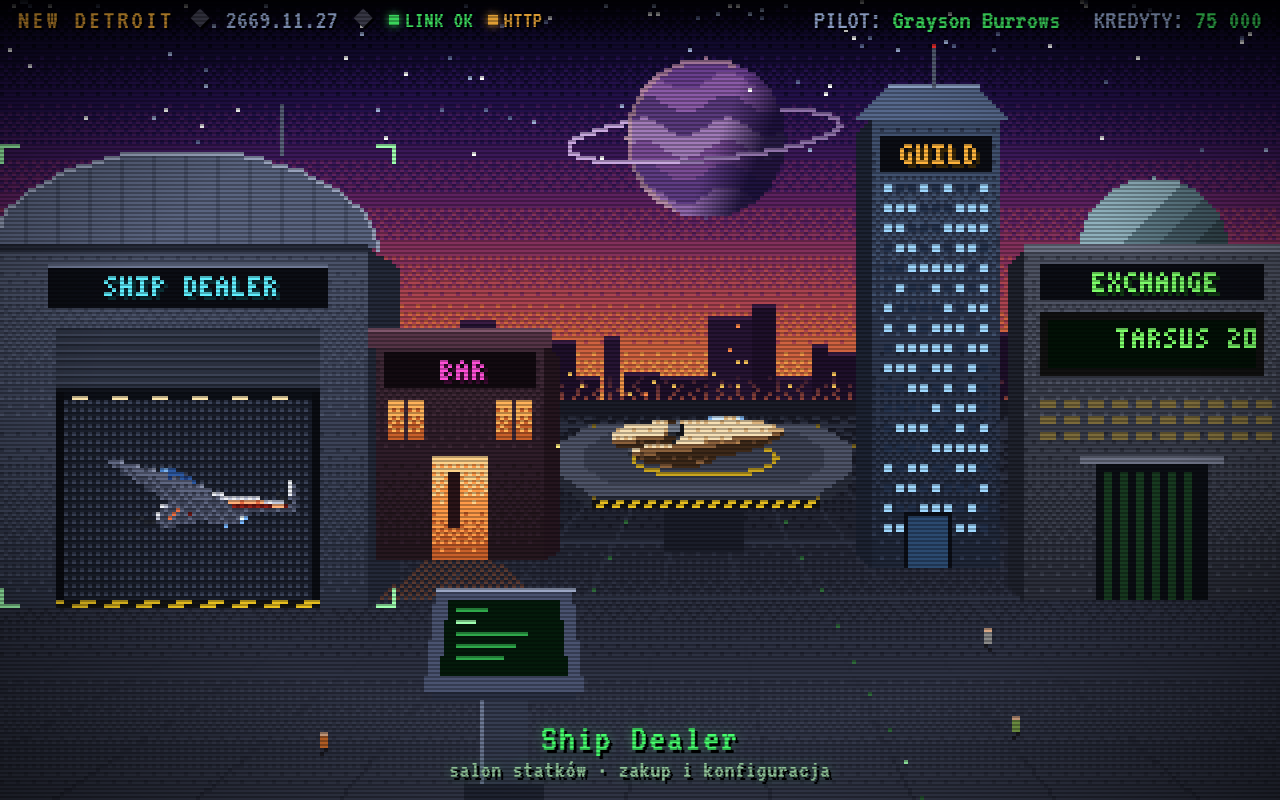 NEW DETROIT 2669.11.27 LINK OK HTTP PILOT: Grayson Burrows KREDYTY: 75 000
GUILD
SHIP DEALER
EXCHANGE
TARSUS 20
BAR
Ship Dealer
salon statków · zakup i konfiguracja